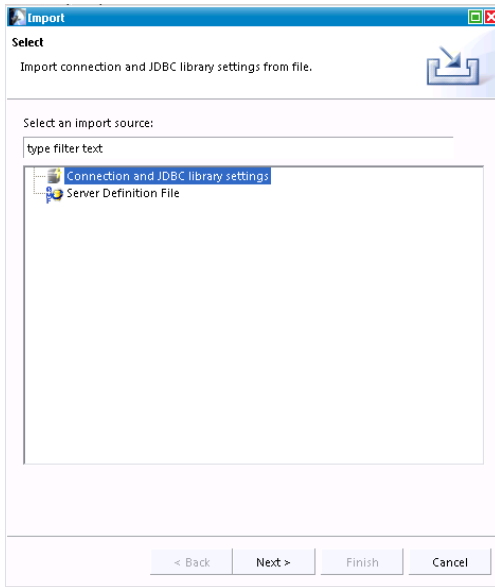 Import
Select
Import connection and JDBC library settings from file.
Select an import source:
type filter text
Connection and JDBC library settings
Server Definition File
< Back Next > Finish Cancel